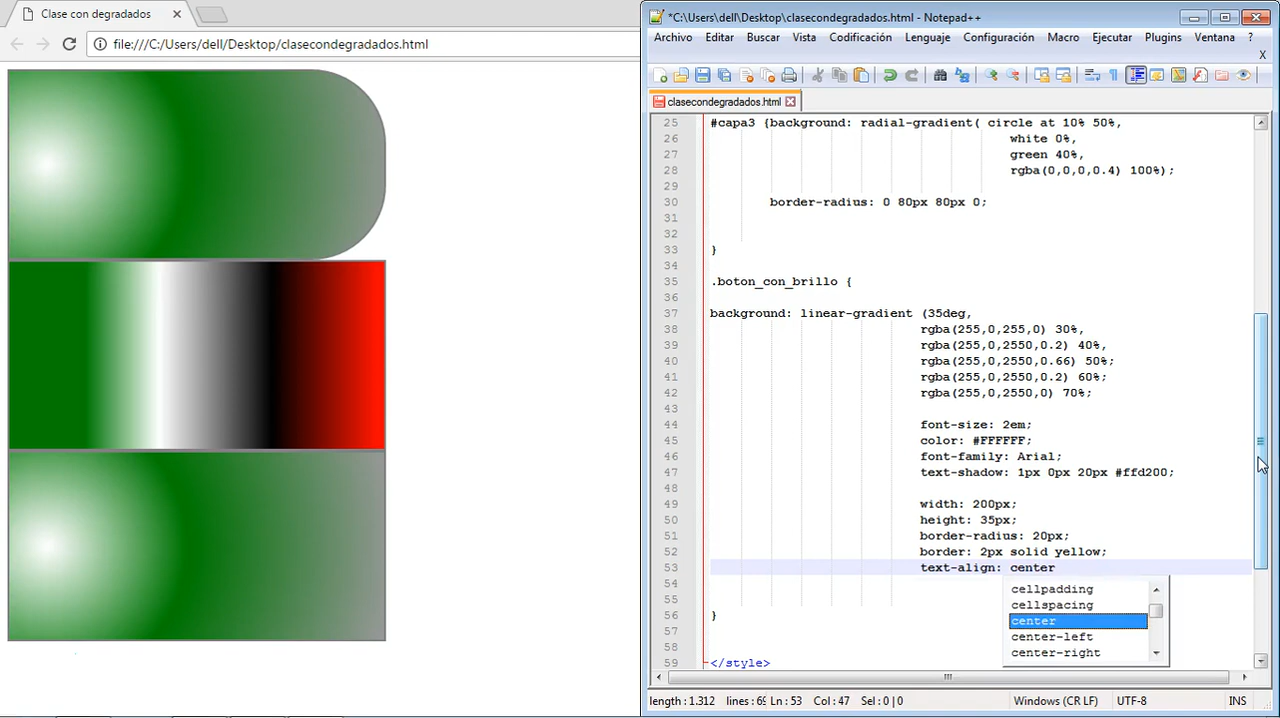 Clase con degradados
file:///C:/Users/dell/Desktop/clasecondegradados.html
*C:\Users\dell\Desktop\clasecondegradados.html - Notepad++
Archivo Editar Buscar Vista Codificación Lenguaje Configuración Macro Ejecutar Plugins Ventana ?
X
clasecondegradados.html
25 #capa3 {background: radial-gradient( circle at 10% 50%,
26 white 0%,
27 green 40%,
28 rgba(0,0,0,0.4) 100%);
29
30 border-radius: 0 80px 80px 0;
31
32
33 }
34
35 .boton_con_brillo {
36
37 background: linear-gradient (35deg,
38 rgba(255,0,255,0) 30%,
39 rgba(255,0,2550,0.2) 40%,
40 rgba(255,0,2550,0.66) 50%;
41 rgba(255,0,2550,0.2) 60%;
42 rgba(255,0,2550,0) 70%;
43
44 font-size: 2em;
45 color: #FFFFFF;
46 font-family: Arial;
47 text-shadow: 1px 0px 20px #ffd200;
48
49 width: 200px;
50 height: 35px;
51 border-radius: 20px;
52 border: 2px solid yellow;
53 text-align: center
54
55
56 }
57
58
59 </style>
cellpadding
cellspacing
center
center-left
center-right
length : 1.312 lines : 69 Ln : 53 Col : 47 Sel : 0 | 0 Windows (CR LF) UTF-8 INS